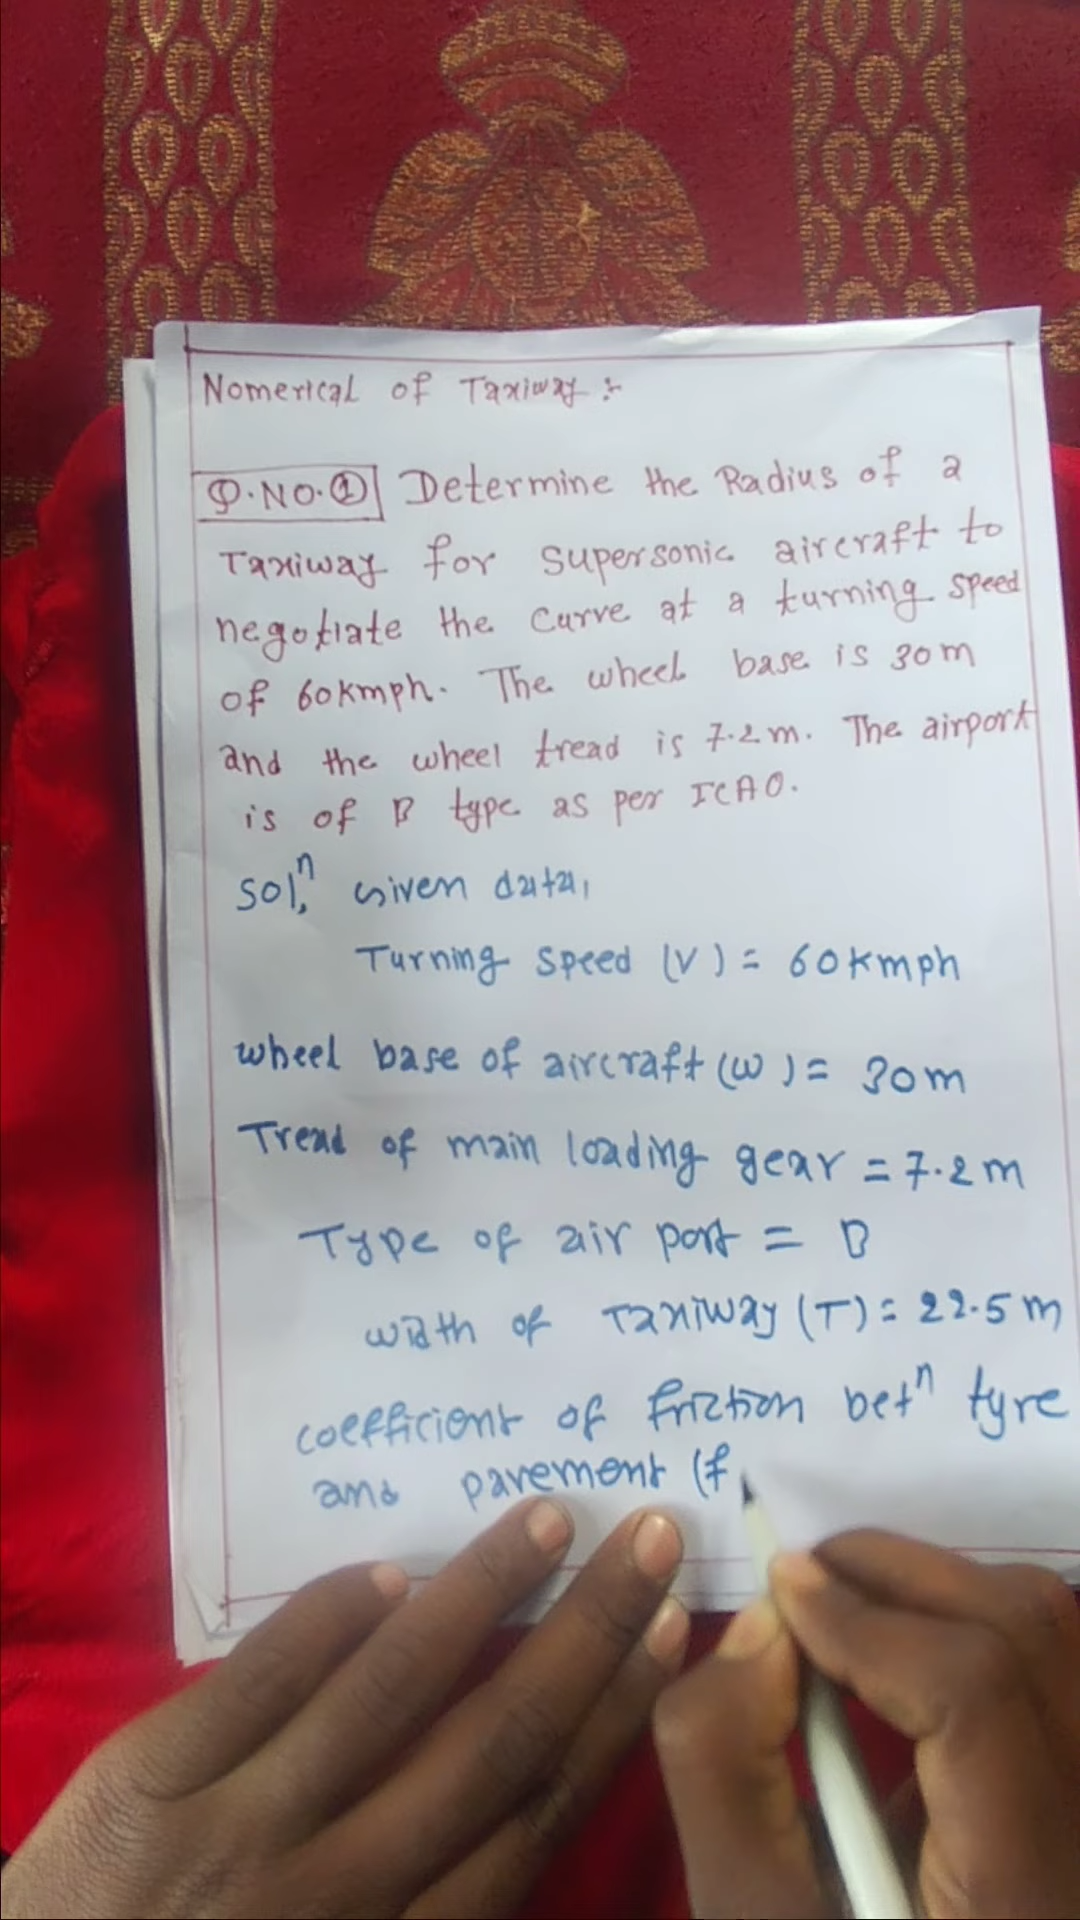 Nomerical of Taxiway :-
Q.NO.① Determine the Radius of a
Taxiway for supersonic aircraft to
negotiate the curve at a turning speed
of 60kmph. The wheel base is 30m
and the wheel tread is 7.2m. The airport
is of B type as per ICAO.
Solⁿ, Given data,
Turning speed (V) = 60kmph
wheel base of aircraft (w) = 30m
Tread of main loading gear = 7.2m
Type of air port = B
width of Taxiway (T) = 22.5m
coefficient of friction betⁿ tyre
and pavement (f